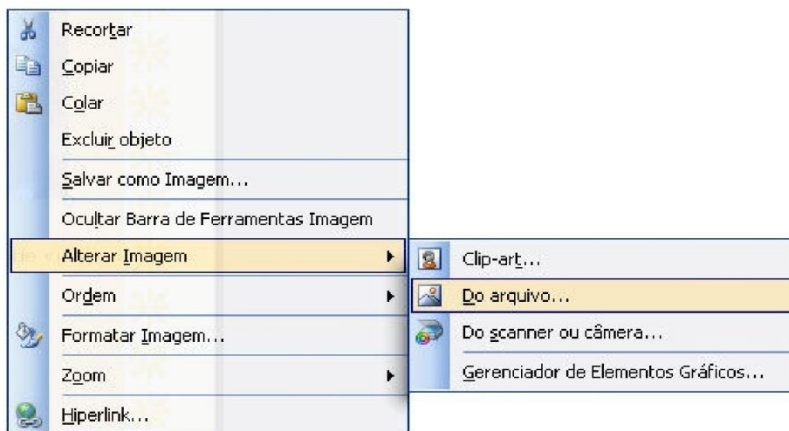 Recortar
Copiar
Colar
Excluir objeto
Salvar como Imagem...
Ocultar Barra de Ferramentas Imagem
Alterar Imagem
Clip-art...
Ordem
Do arquivo...
Formatar Imagem...
Do scanner ou câmera...
Zoom
Gerenciador de Elementos Gráficos...
Hiperlink...